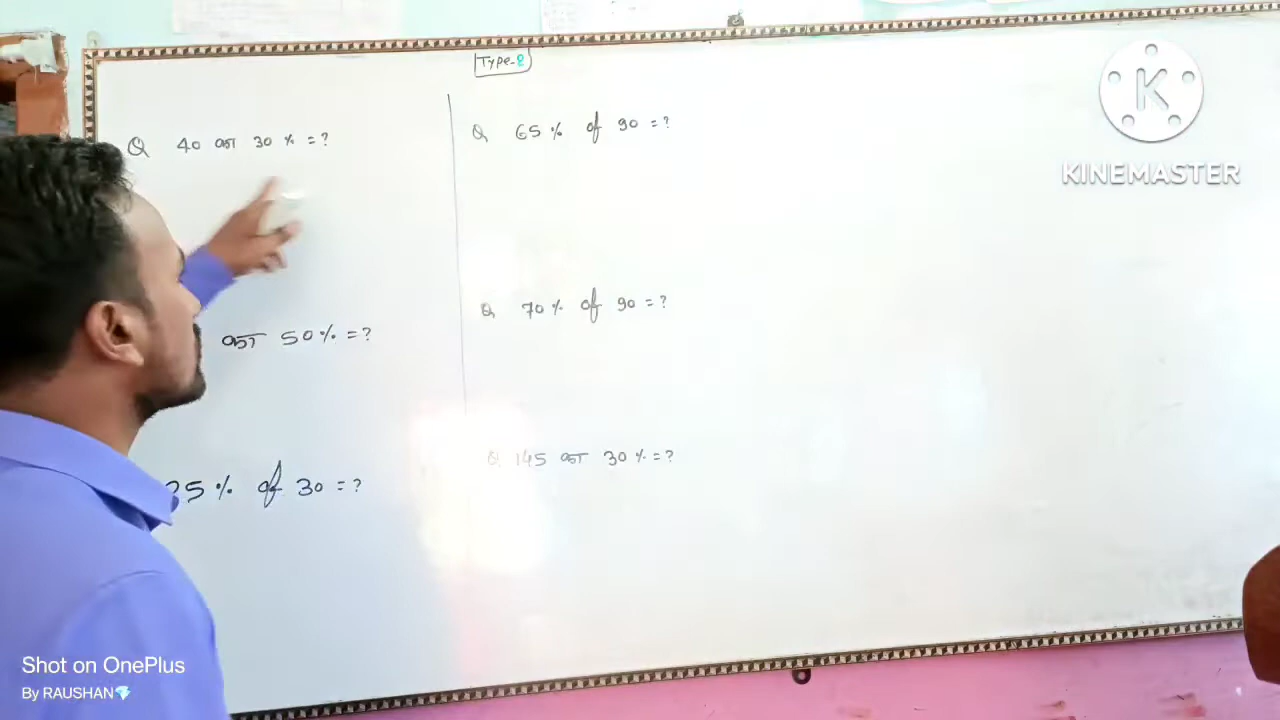 Type-2
Q 40 का 30 % = ?
का 50 % = ?
25 % of 30 = ?
Q 65 % of 90 = ?
Q 70 % of 90 = ?
Q 145 का 30 % = ?
KINEMASTER
Shot on OnePlus
By RAUSHAN💎